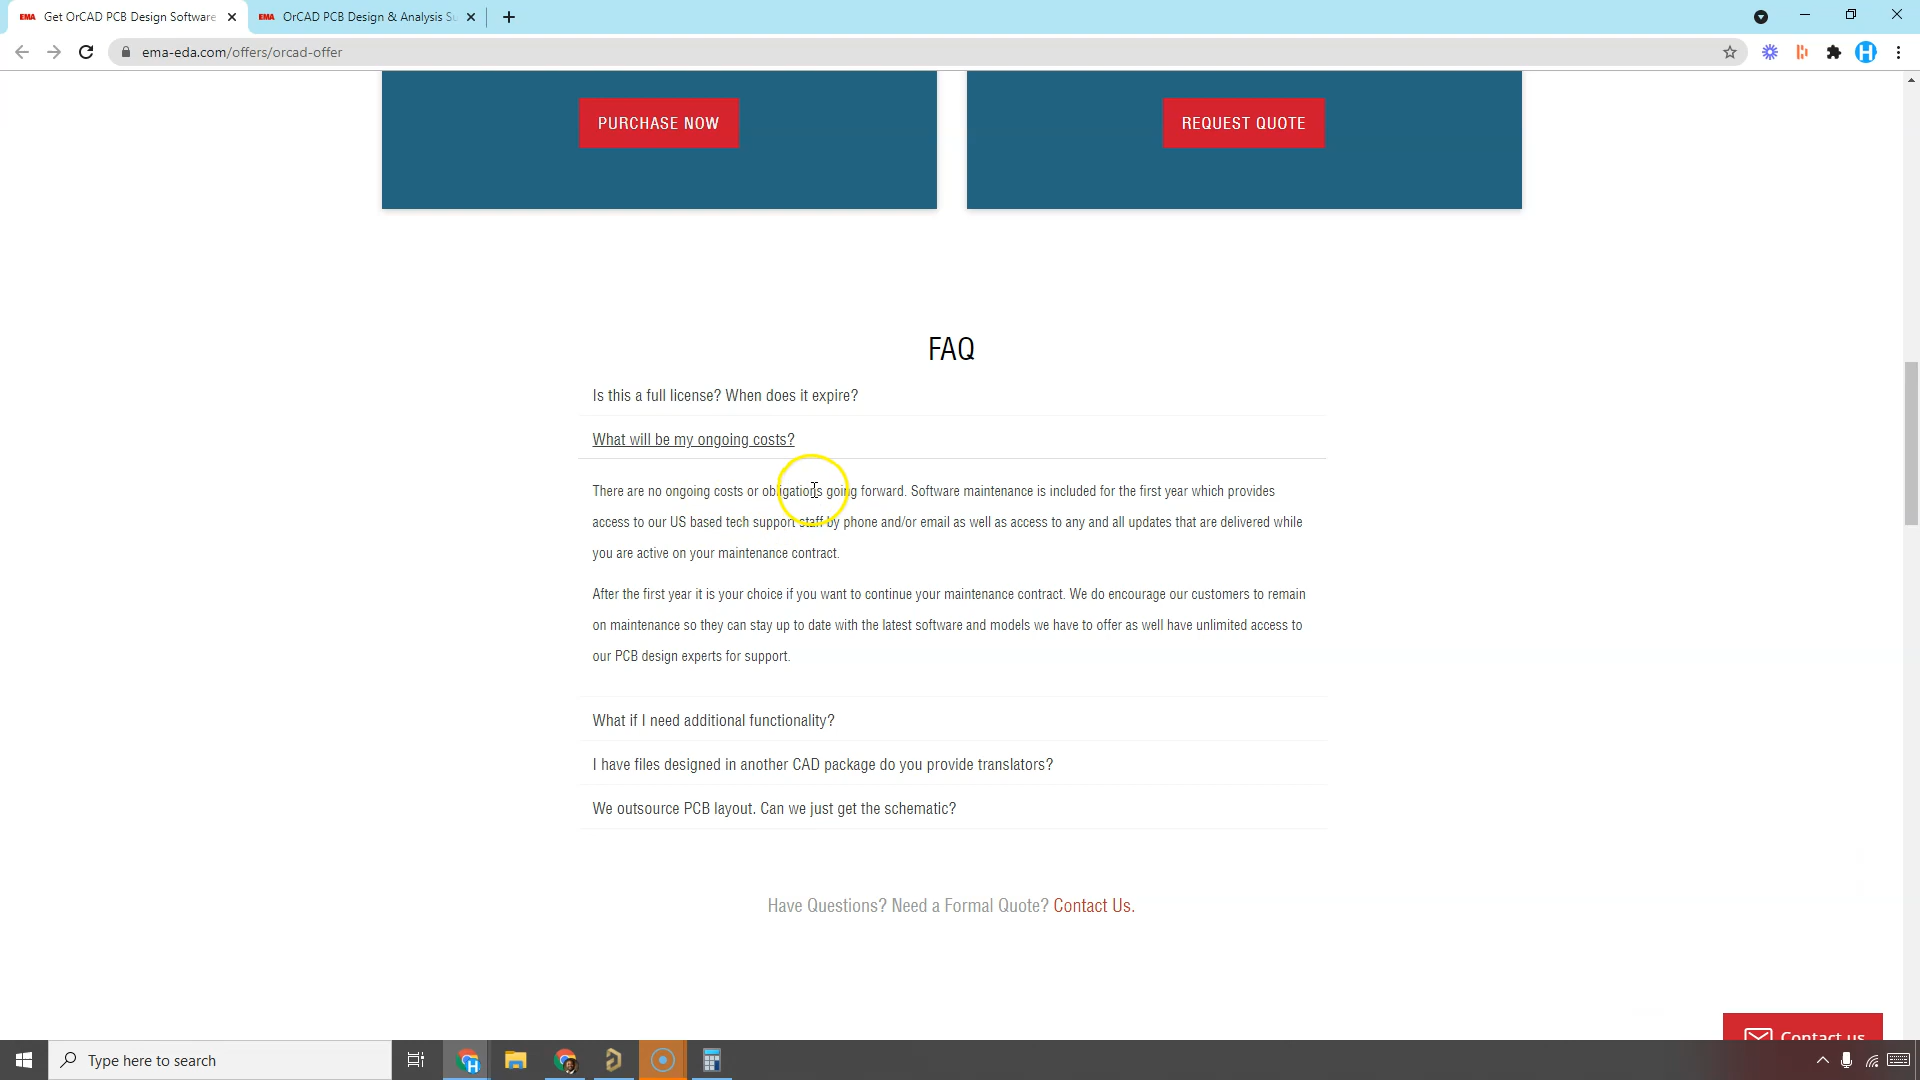 EMA Get OrCAD PCB Design Software
EMA OrCAD PCB Design & Analysis Su
ema-eda.com/offers/orcad-offer
H
PURCHASE NOW
REQUEST QUOTE
FAQ
Is this a full license? When does it expire?
What will be my ongoing costs?
There are no ongoing costs or obligations going forward. Software maintenance is included for the first year which provides
access to our US based tech support staff by phone and/or email as well as access to any and all updates that are delivered while
you are active on your maintenance contract.
After the first year it is your choice if you want to continue your maintenance contract. We do encourage our customers to remain
on maintenance so they can stay up to date with the latest software and models we have to offer as well have unlimited access to
our PCB design experts for support.
What if I need additional functionality?
I have files designed in another CAD package do you provide translators?
We outsource PCB layout. Can we just get the schematic?
Have Questions? Need a Formal Quote? Contact Us.
Contact us
Type here to search
H